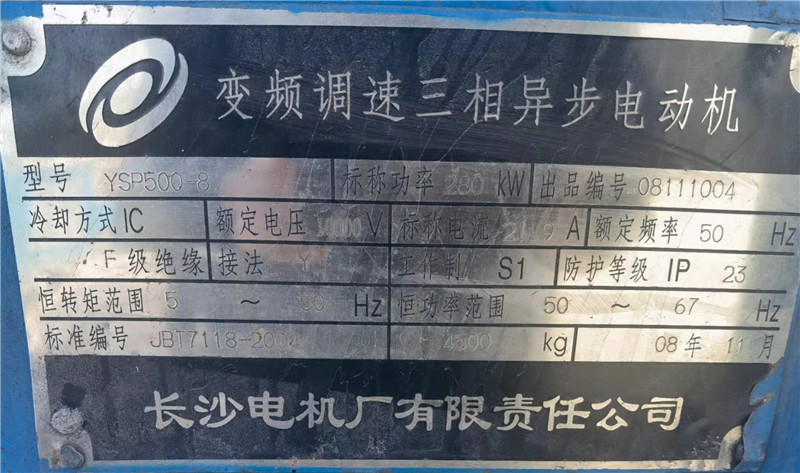 变频调速三相异步电动机
型号 YSP500-8 标称功率 280 kW 出品编号 08111004
冷却方式 IC 额定电压 10000 V 标称电流 A 额定频率 50 Hz
F 级绝缘 接法 Y 工作制 S1 防护等级 IP 23
恒转矩范围 5 ～ Hz 恒功率范围 50 ～ 67 Hz
标准编号 JBT7118-2004 kg 08 年 11 月
长沙电机厂有限责任公司